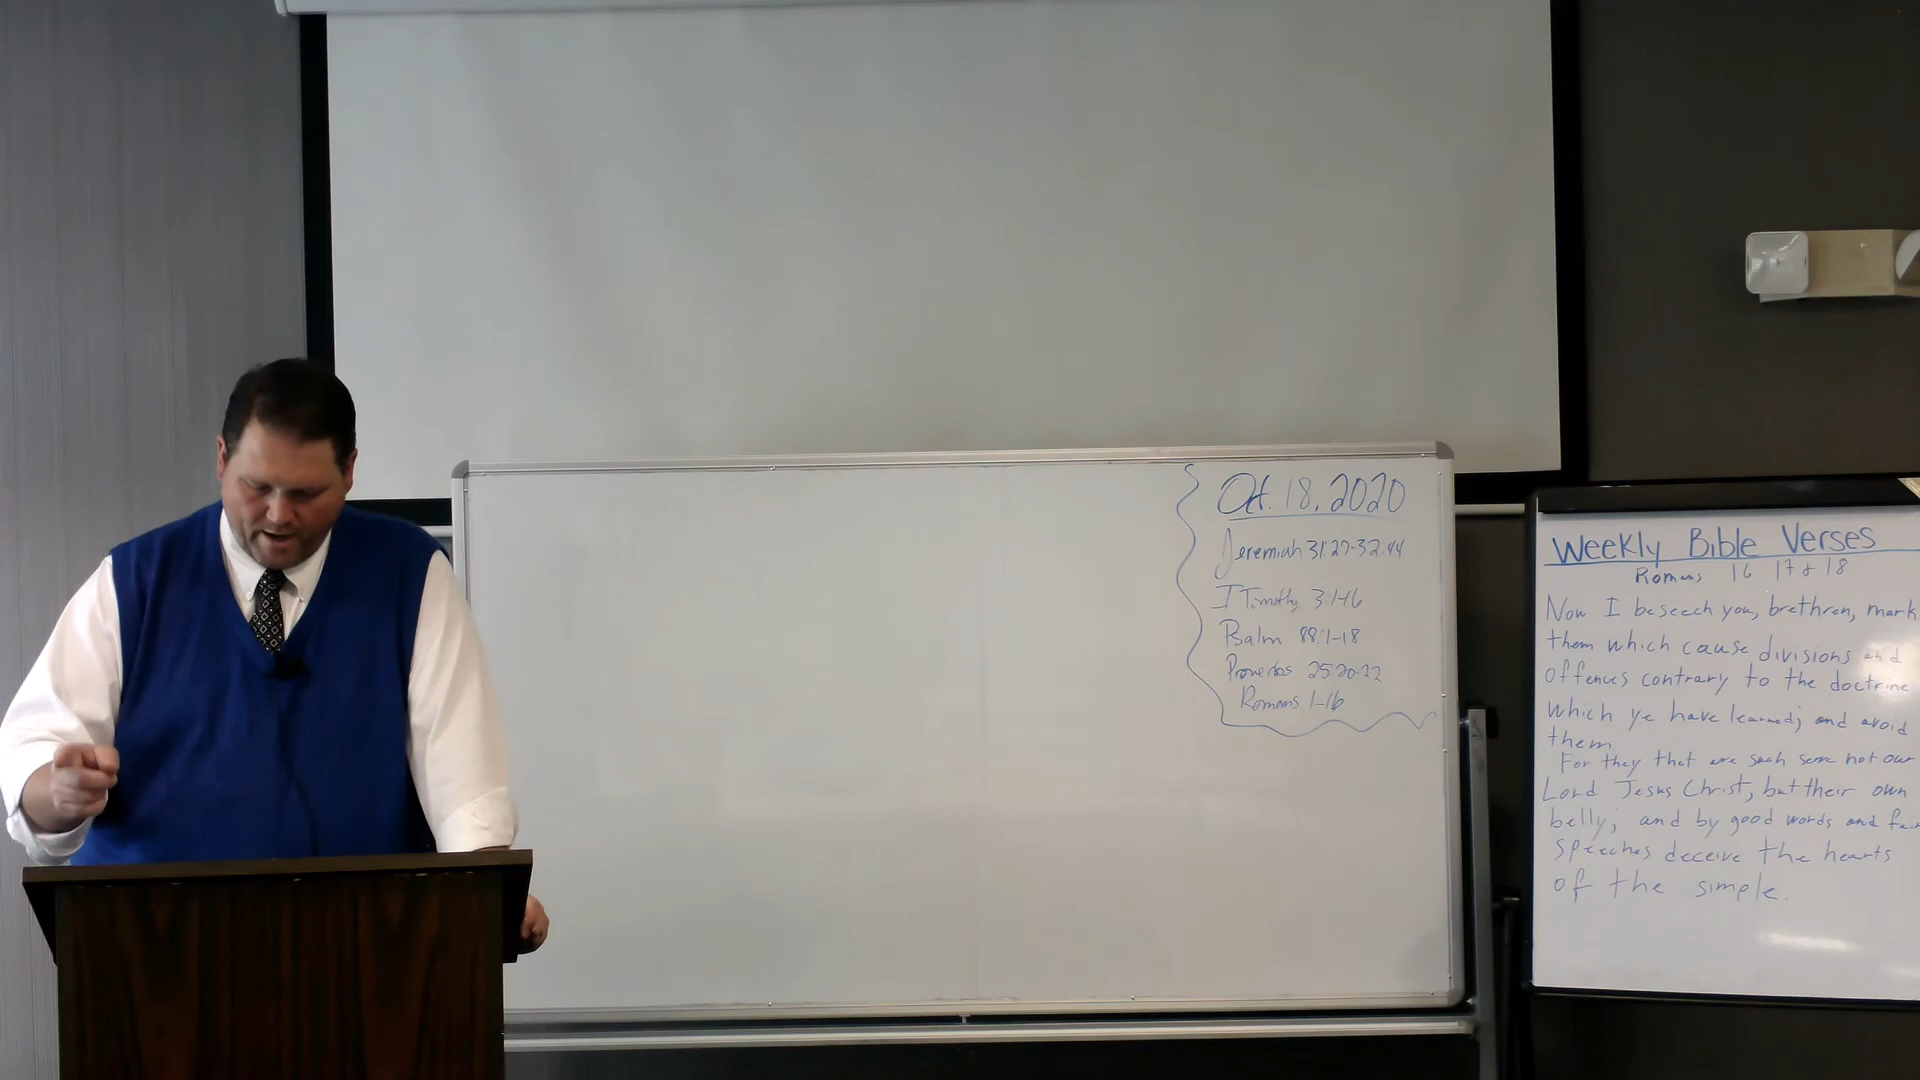 Oct. 18, 2020
Jeremiah 31:27-32:44
I Timothy 3:1-16
Psalm 88:1-18
Proverbs 25:20-22
Romans 1-16
Weekly Bible Verses
Romans 16 17 & 18
Now I beseech you, brethren, mark
them which cause divisions and
offences contrary to the doctrine
which ye have learned; and avoid
them.
For they that are such serve not our
Lord Jesus Christ, but their own
belly; and by good words and fair
speeches deceive the hearts
of the simple.